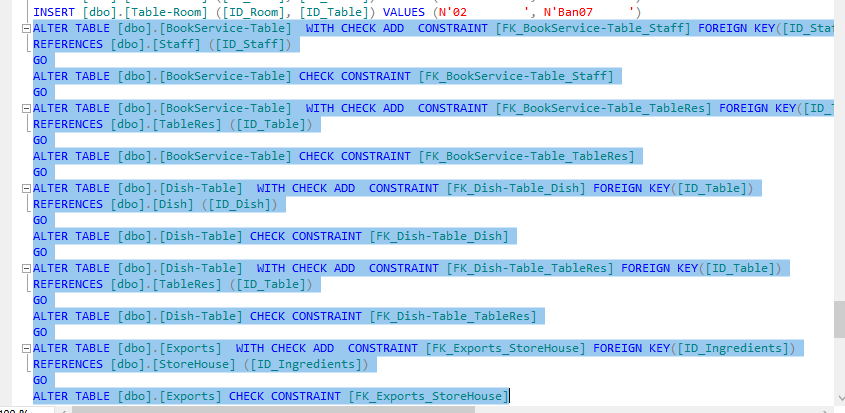 INSERT [dbo].[Table-Room] ([ID_Room], [ID_Table]) VALUES (N'02        ', N'Ban07     ')
ALTER TABLE [dbo].[BookService-Table]  WITH CHECK ADD  CONSTRAINT [FK_BookService-Table_Staff] FOREIGN KEY([ID_Sta
REFERENCES [dbo].[Staff] ([ID_Staff])
GO
ALTER TABLE [dbo].[BookService-Table] CHECK CONSTRAINT [FK_BookService-Table_Staff]
GO
ALTER TABLE [dbo].[BookService-Table]  WITH CHECK ADD  CONSTRAINT [FK_BookService-Table_TableRes] FOREIGN KEY([ID_
REFERENCES [dbo].[TableRes] ([ID_Table])
GO
ALTER TABLE [dbo].[BookService-Table] CHECK CONSTRAINT [FK_BookService-Table_TableRes]
GO
ALTER TABLE [dbo].[Dish-Table]  WITH CHECK ADD  CONSTRAINT [FK_Dish-Table_Dish] FOREIGN KEY([ID_Table])
REFERENCES [dbo].[Dish] ([ID_Dish])
GO
ALTER TABLE [dbo].[Dish-Table] CHECK CONSTRAINT [FK_Dish-Table_Dish]
GO
ALTER TABLE [dbo].[Dish-Table]  WITH CHECK ADD  CONSTRAINT [FK_Dish-Table_TableRes] FOREIGN KEY([ID_Table])
REFERENCES [dbo].[TableRes] ([ID_Table])
GO
ALTER TABLE [dbo].[Dish-Table] CHECK CONSTRAINT [FK_Dish-Table_TableRes]
GO
ALTER TABLE [dbo].[Exports]  WITH CHECK ADD  CONSTRAINT [FK_Exports_StoreHouse] FOREIGN KEY([ID_Ingredients])
REFERENCES [dbo].[StoreHouse] ([ID_Ingredients])
GO
ALTER TABLE [dbo].[Exports] CHECK CONSTRAINT [FK_Exports_StoreHouse]